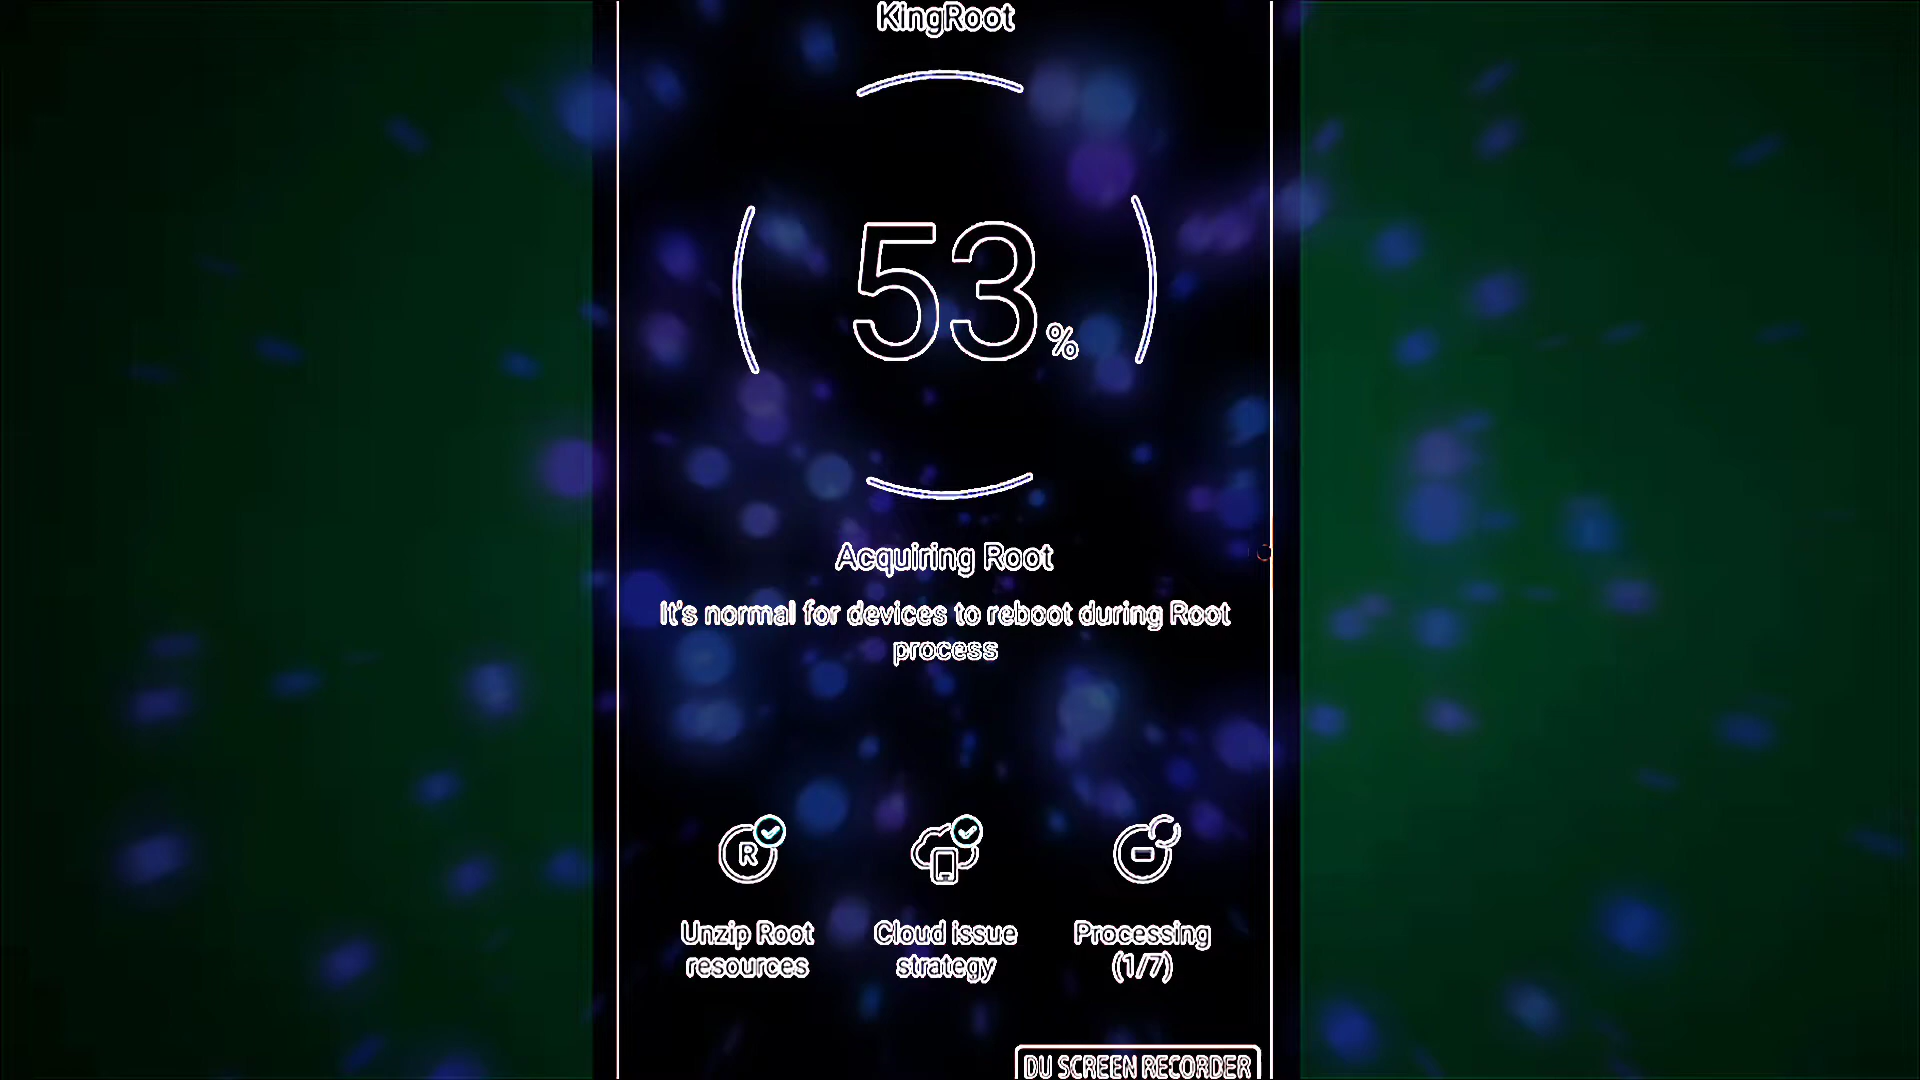 KingRoot
53%
Acquiring Root
It's normal for devices to reboot during Root
process
R
Unzip Root
resources
Cloud issue
strategy
Processing
(1/7)
DU SCREEN RECORDER